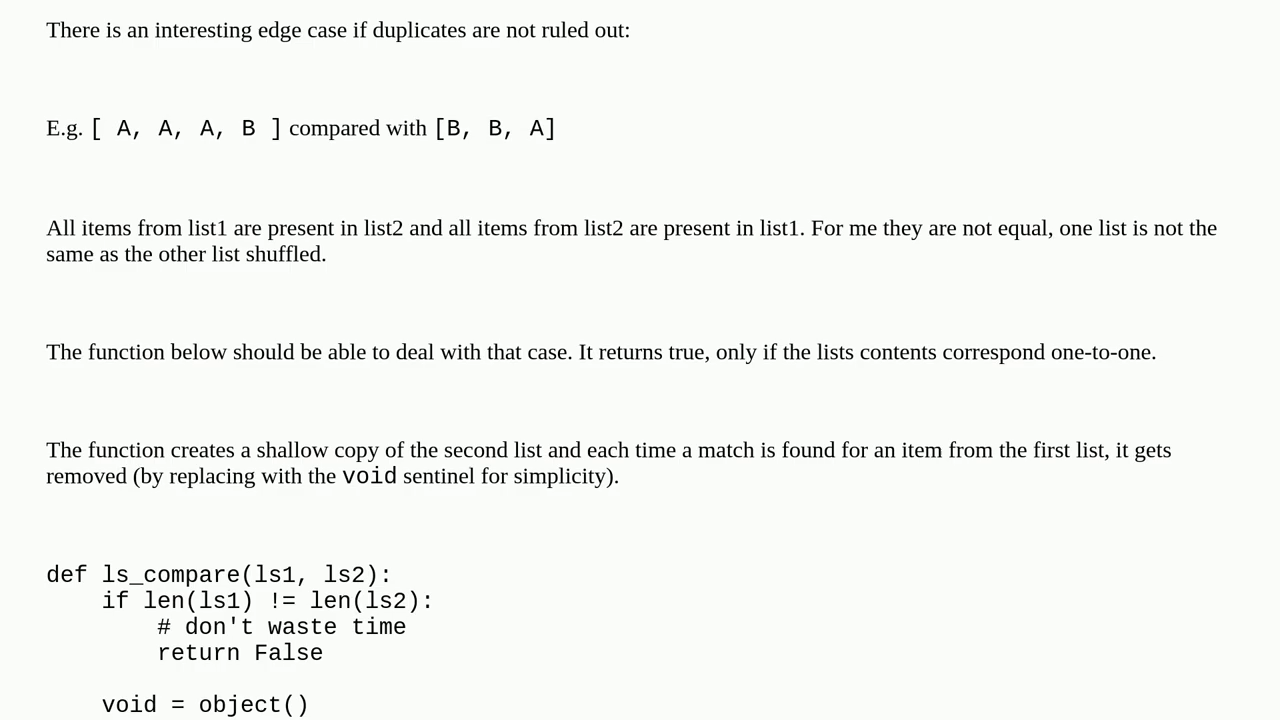 There is an interesting edge case if duplicates are not ruled out:
E.g. [ A, A, A, B ] compared with [B, B, A]
All items from list1 are present in list2 and all items from list2 are present in list1. For me they are not equal, one list is not the
same as the other list shuffled.
The function below should be able to deal with that case. It returns true, only if the lists contents correspond one-to-one.
The function creates a shallow copy of the second list and each time a match is found for an item from the first list, it gets
removed (by replacing with the void sentinel for simplicity).
def ls_compare(ls1, ls2):
    if len(ls1) != len(ls2):
        # don't waste time
        return False
    void = object()